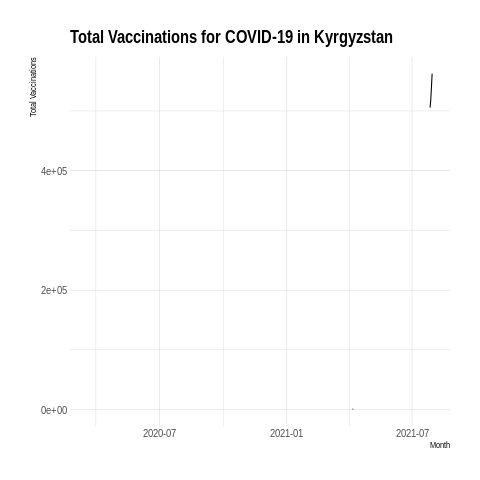 Total Vaccinations for COVID-19 in Kyrgyzstan
Total Vaccinations
4e+05
2e+05
0e+00
2020-07
2021-01
2021-07
Month